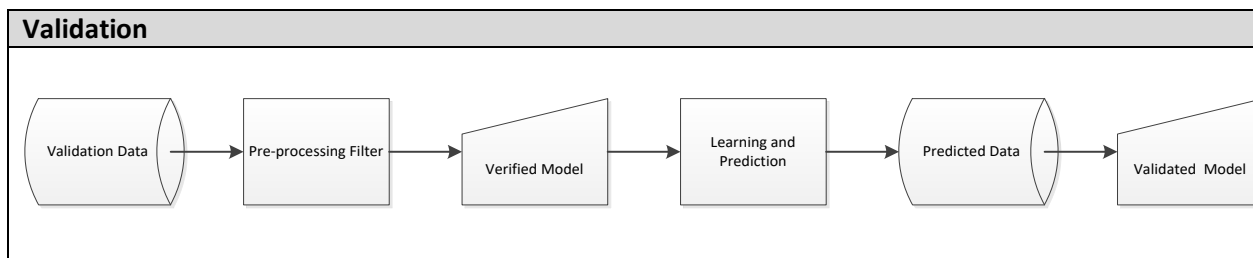 Validation
Validation Data
Pre-processing Filter
Verified Model
Learning and
Prediction
Predicted Data
Validated  Model